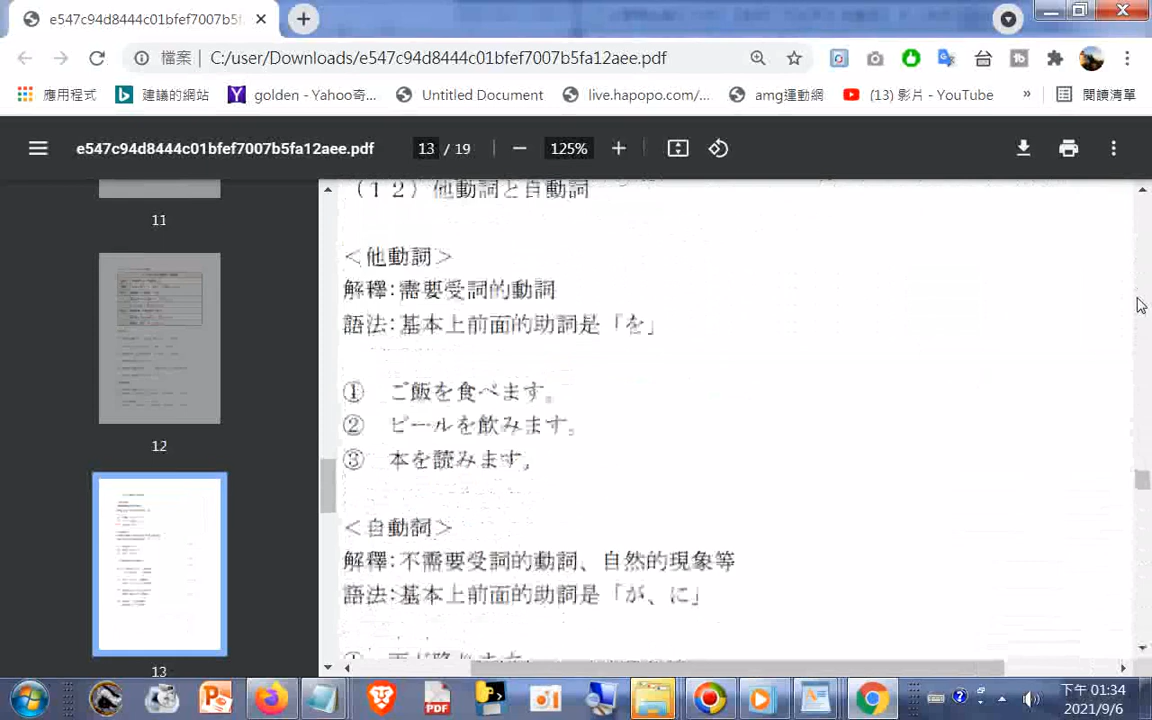 e547c94d8444c01bfef7007b5f
檔案 | C:/user/Downloads/e547c94d8444c01bfef7007b5fa12aee.pdf
應用程式 建議的網站 golden - Yahoo奇... Untitled Document live.hapopo.com/... amg運動網 (13) 影片 - YouTube » 閱讀清單
e547c94d8444c01bfef7007b5fa12aee.pdf 13 / 19 125%
11
12
13
(12)他動詞と自動詞
<他動詞>
解釋:需要受詞的動詞
語法:基本上前面的助詞是「を」
① ご飯を食べます。
② ビールを飲みます。
③ 本を読みます。
<自動詞>
解釋:不需要受詞的動詞、自然的現象等
語法:基本上前面的助詞是「が、に」
下午 01:34
2021/9/6